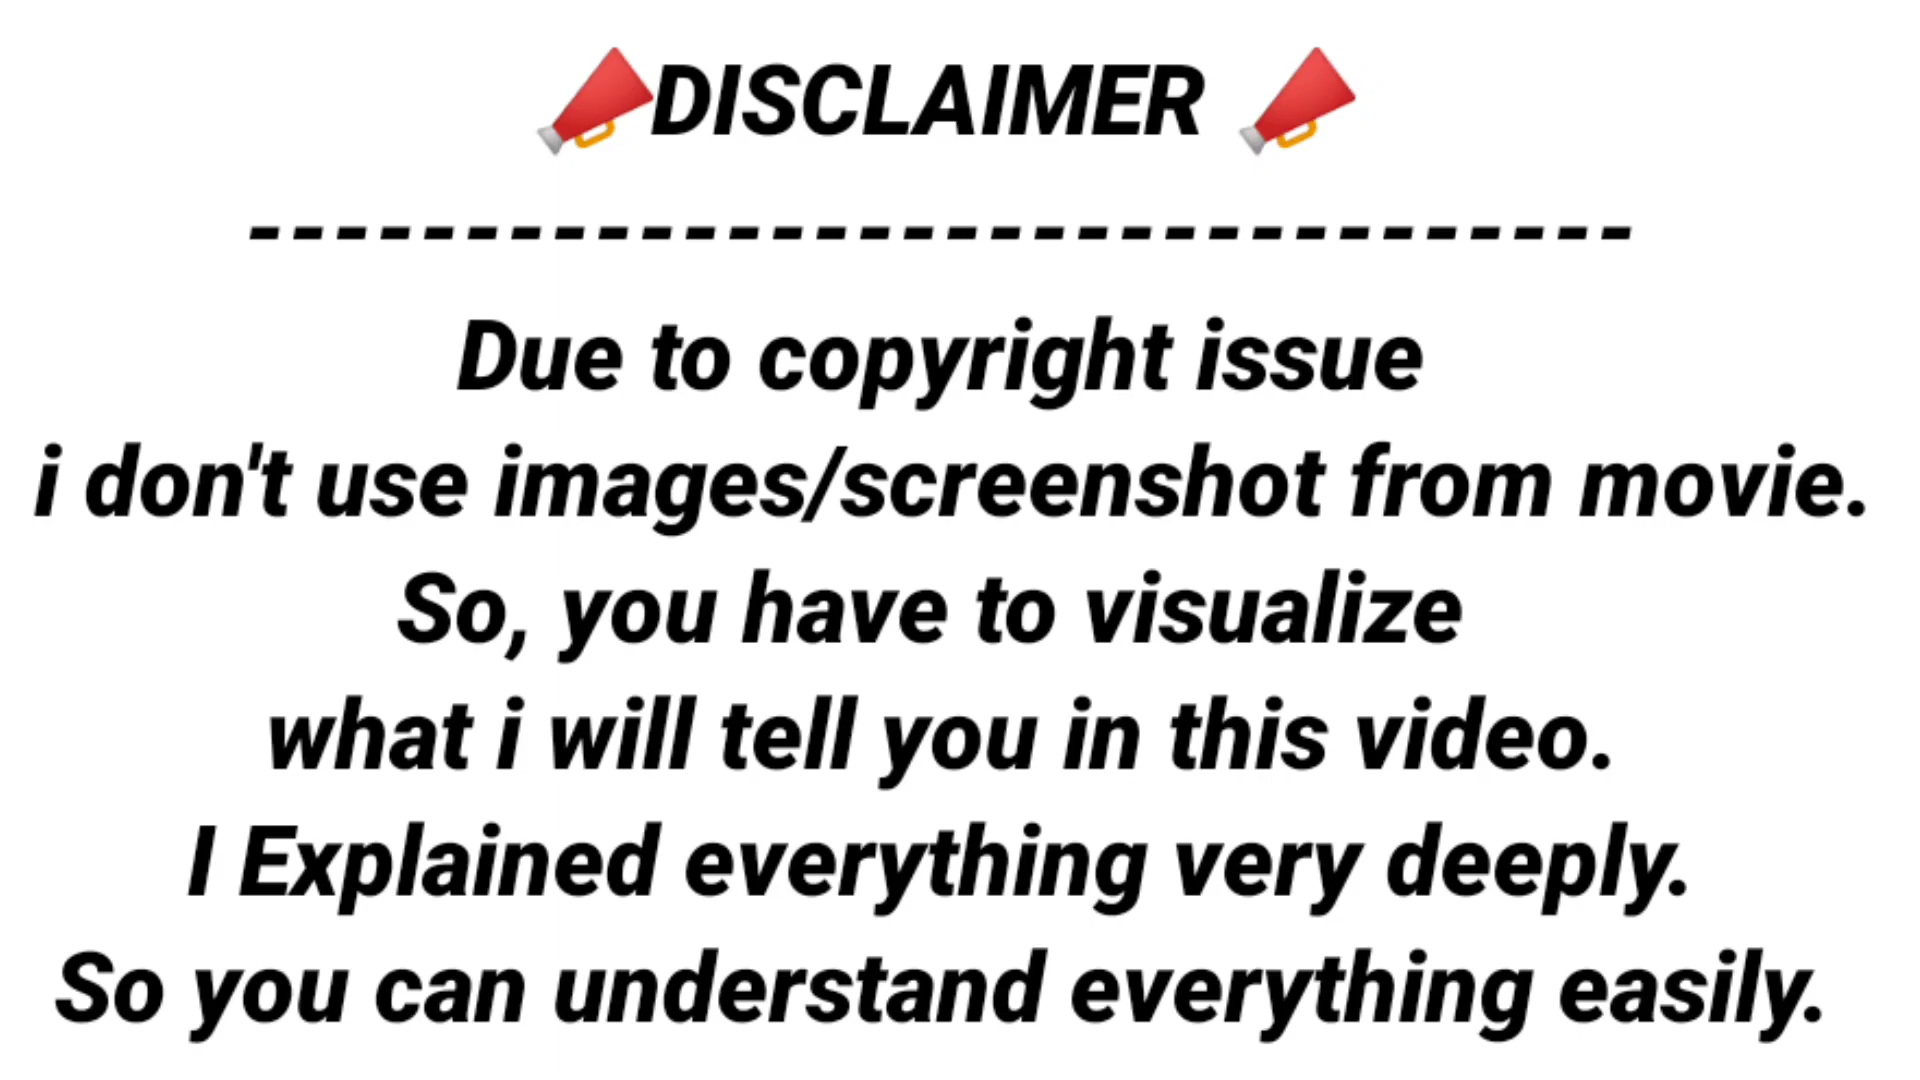 📣DISCLAIMER 📣
--------------------------------
Due to copyright issue
i don't use images/screenshot from movie.
So, you have to visualize
what i will tell you in this video.
I Explained everything very deeply.
So you can understand everything easily.